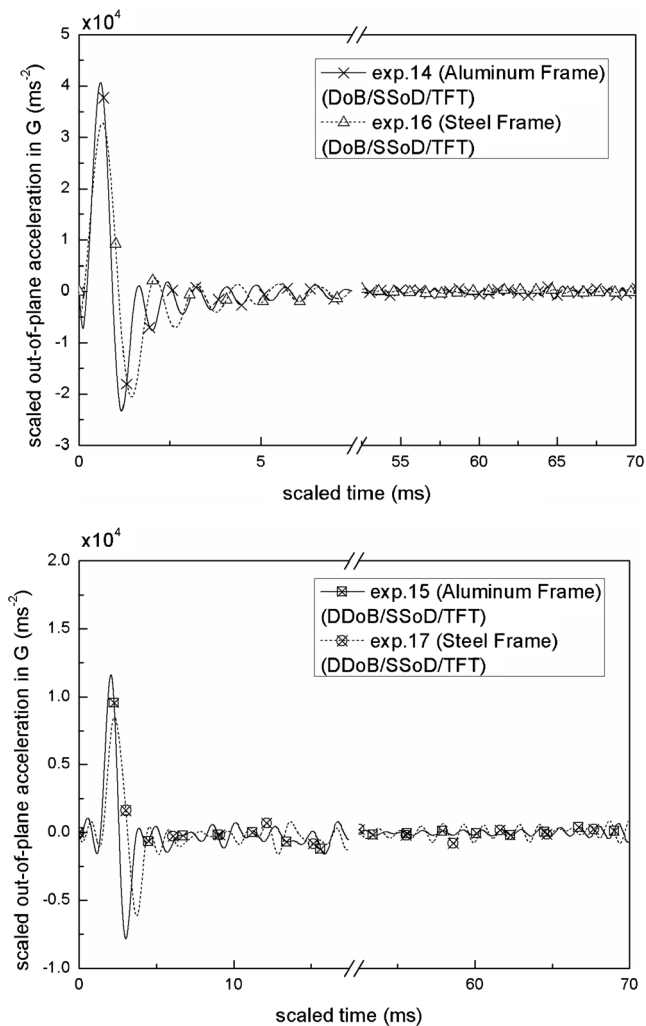 x10⁴
5
4
3
2
1
0
-1
-2
-3
0 5 55 60 65 70
scaled out-of-plane acceleration in G (ms⁻²)
scaled time (ms)
exp.14 (Aluminum Frame)
(DoB/SSoD/TFT)
exp.16 (Steel Frame)
(DoB/SSoD/TFT)
x10⁴
2.0
1.5
1.0
0.5
0.0
-0.5
-1.0
0 10 60 70
scaled out-of-plane acceleration in G (ms⁻²)
scaled time (ms)
exp.15 (Aluminum Frame)
(DDoB/SSoD/TFT)
exp.17 (Steel Frame)
(DDoB/SSoD/TFT)